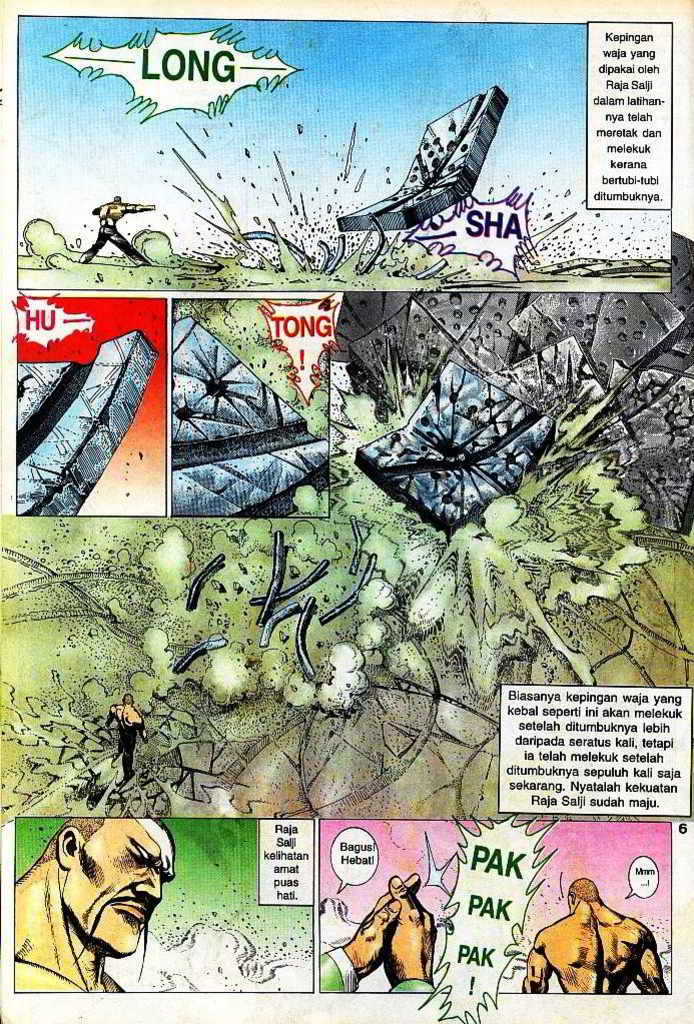 LONG
Kepingan
waja yang
dipakai oleh
Raja Salji
dalam latihan-
nya telah
meretak dan
melekuk
kerana
bertubi-tubi
ditumbuknya.
SHA
HU
TONG
!
Biasanya kepingan waja yang
kebal seperti ini akan melekuk
setelah ditumbuknya lebih
daripada seratus kali, tetapi
ia telah melekuk setelah
ditumbuknya sepuluh kali saja
sekarang. Nyatalah kekuatan
Raja Salji sudah maju.
6
Raja
Salji
kelihatan
amat
puas
hati.
Bagus!
Hebat!
PAK
PAK
PAK
!
Mmm
...!